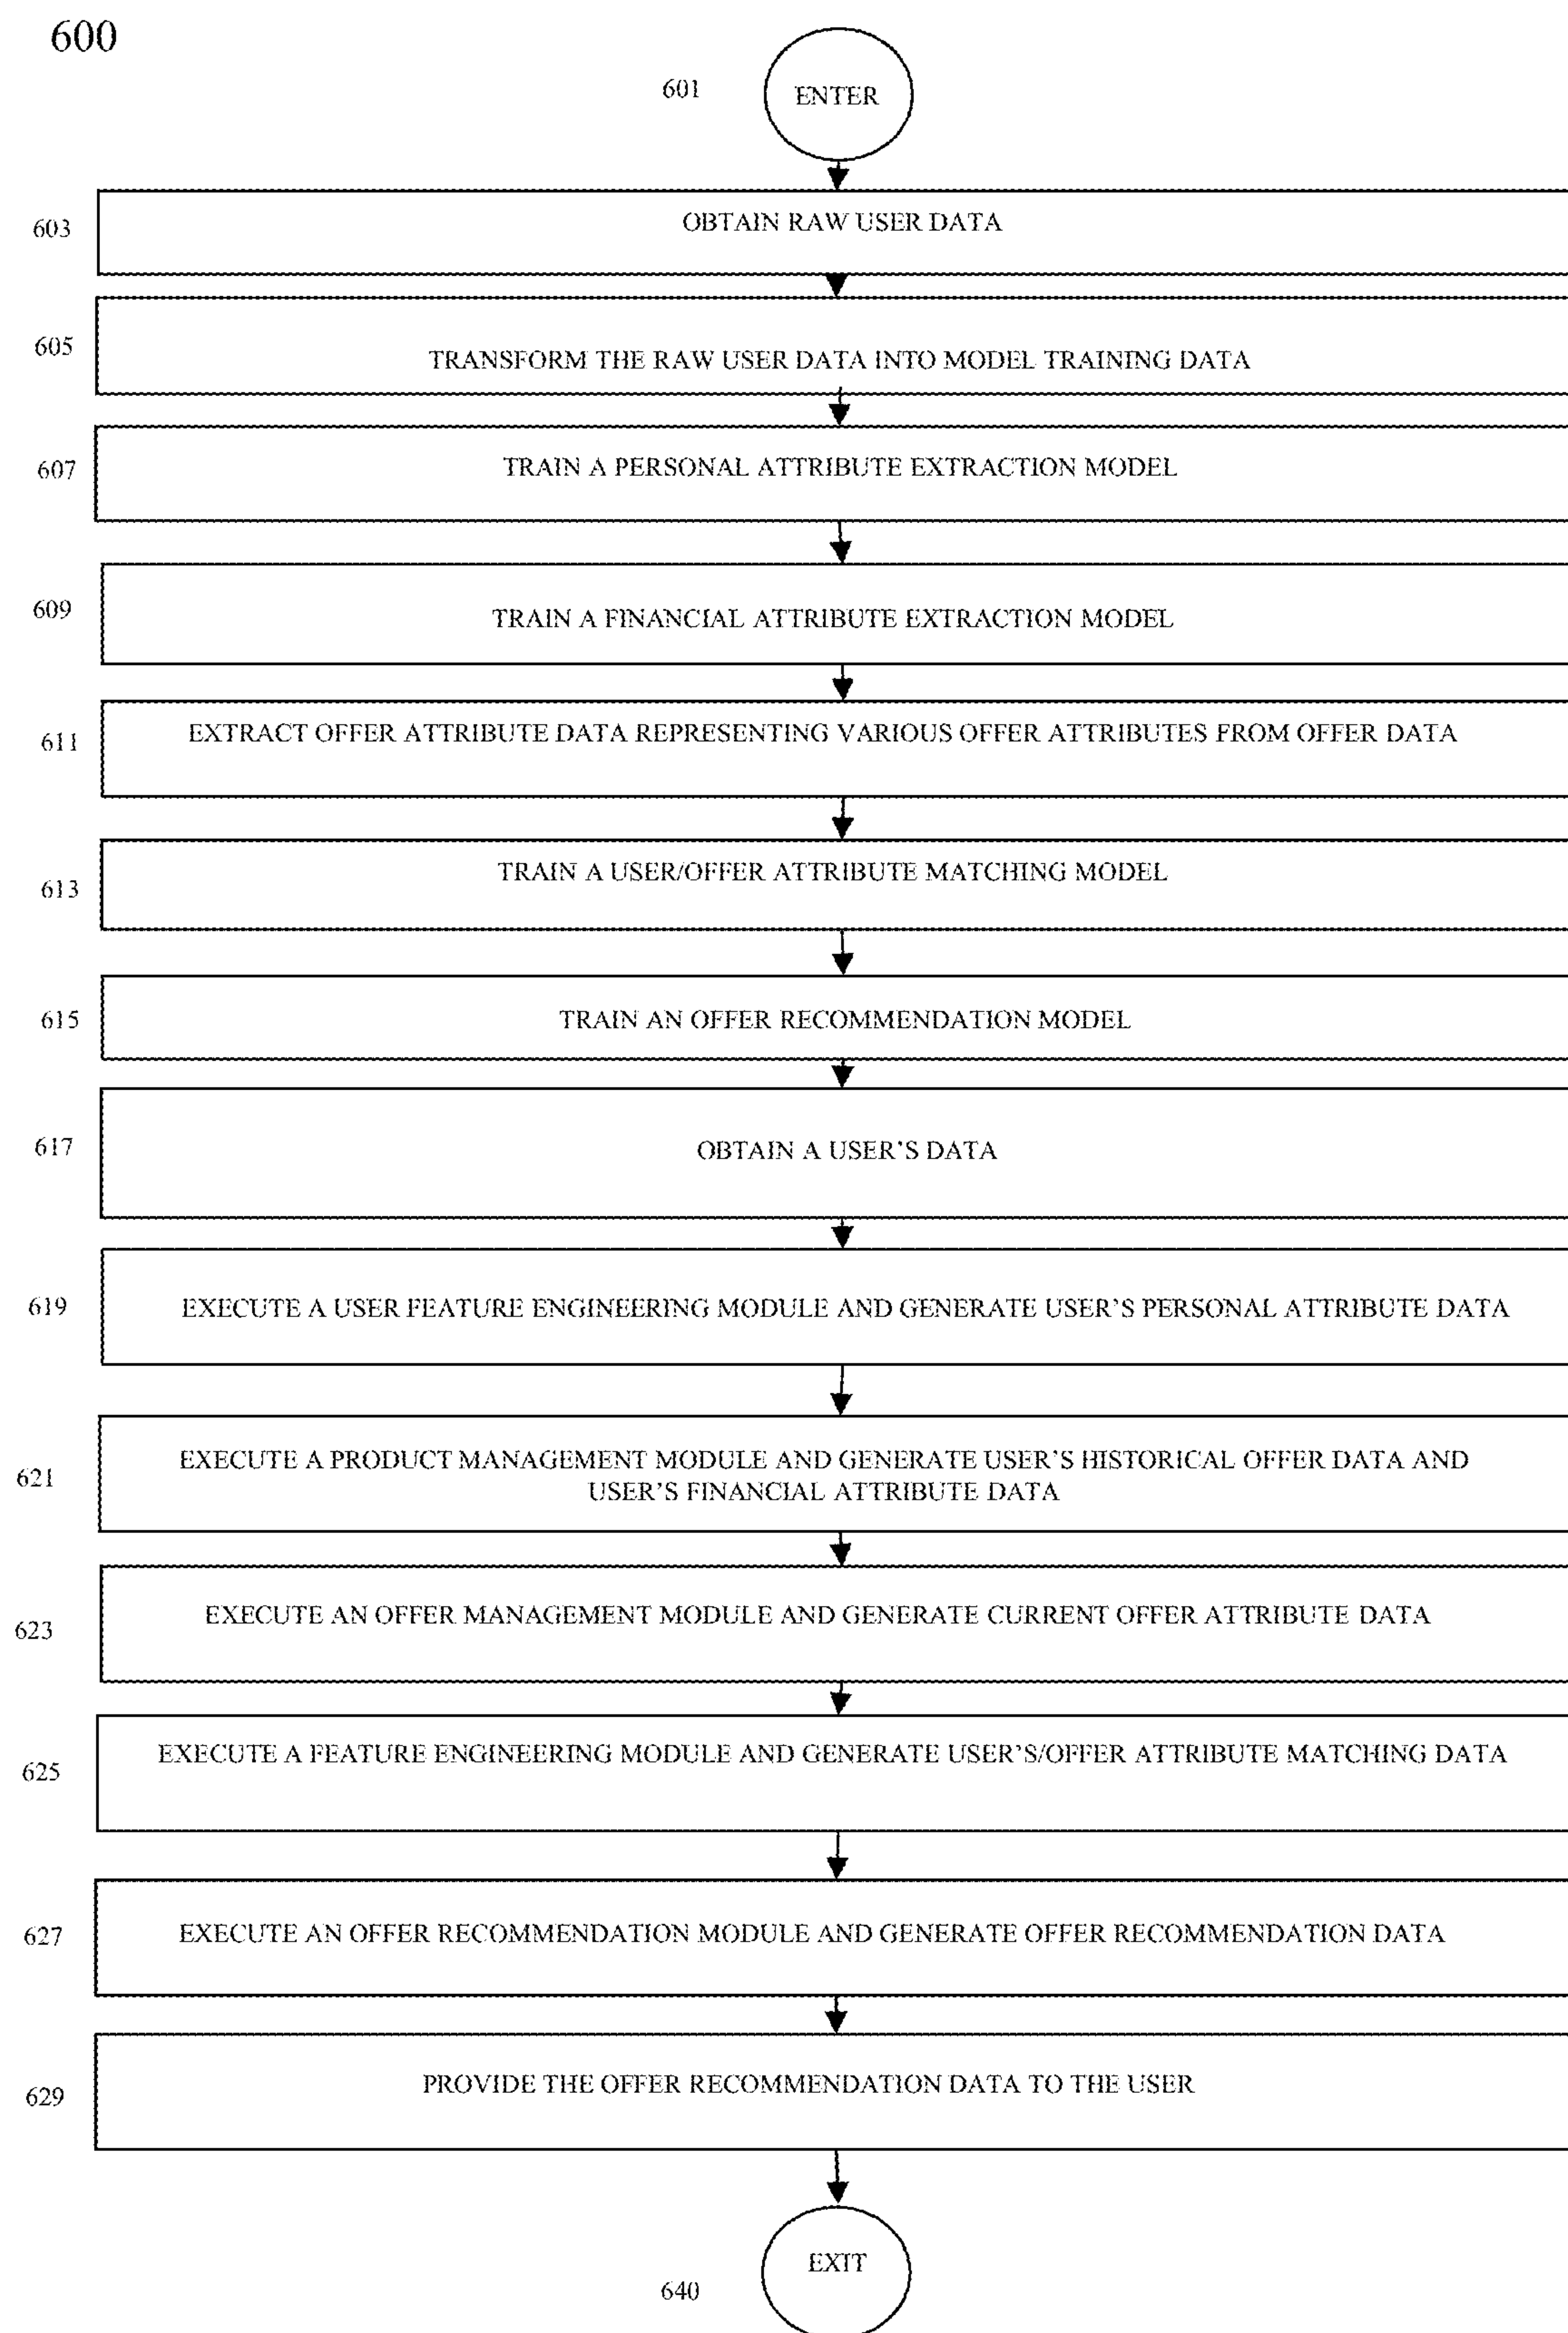 600
601
ENTER
603
OBTAIN RAW USER DATA
605
TRANSFORM THE RAW USER DATA INTO MODEL TRAINING DATA
607
TRAIN A PERSONAL ATTRIBUTE EXTRACTION MODEL
609
TRAIN A FINANCIAL ATTRIBUTE EXTRACTION MODEL
611
EXTRACT OFFER ATTRIBUTE DATA REPRESENTING VARIOUS OFFER ATTRIBUTES FROM OFFER DATA
613
TRAIN A USER/OFFER ATTRIBUTE MATCHING MODEL
615
TRAIN AN OFFER RECOMMENDATION MODEL
617
OBTAIN A USER'S DATA
619
EXECUTE A USER FEATURE ENGINEERING MODULE AND GENERATE USER'S PERSONAL ATTRIBUTE DATA
621
EXECUTE A PRODUCT MANAGEMENT MODULE AND GENERATE USER'S HISTORICAL OFFER DATA AND
USER'S FINANCIAL ATTRIBUTE DATA
623
EXECUTE AN OFFER MANAGEMENT MODULE AND GENERATE CURRENT OFFER ATTRIBUTE DATA
625
EXECUTE A FEATURE ENGINEERING MODULE AND GENERATE USER'S/OFFER ATTRIBUTE MATCHING DATA
627
EXECUTE AN OFFER RECOMMENDATION MODULE AND GENERATE OFFER RECOMMENDATION DATA
629
PROVIDE THE OFFER RECOMMENDATION DATA TO THE USER
EXIT
640